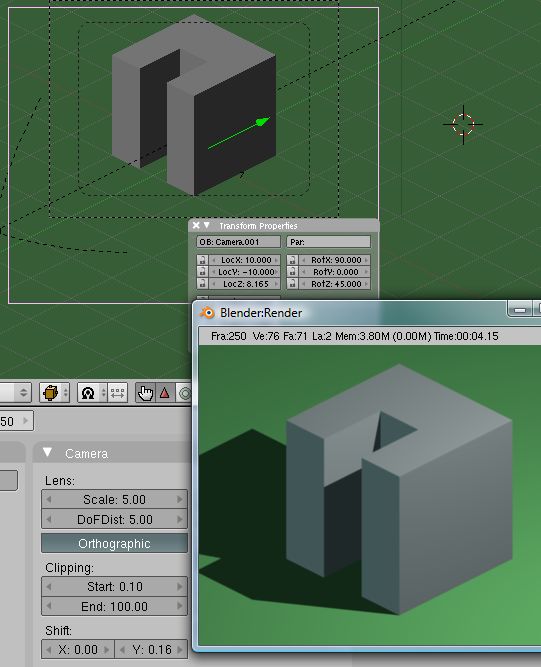 Transform Properties
OB: Camera.001 Par:
LocX: 10.000 RotX: 90.000
LocY: -10.000 RotY: 0.000
LocZ: 8.165 RotZ: 45.000
Blender:Render
Fra:250 Ve:76 Fa:71 La:2 Mem:3.80M (0.00M) Time:00:04.15
50
Camera
Lens:
Scale: 5.00
DoFDist: 5.00
Orthographic
Clipping:
Start: 0.10
End: 100.00
Shift:
X: 0.00 Y: 0.16